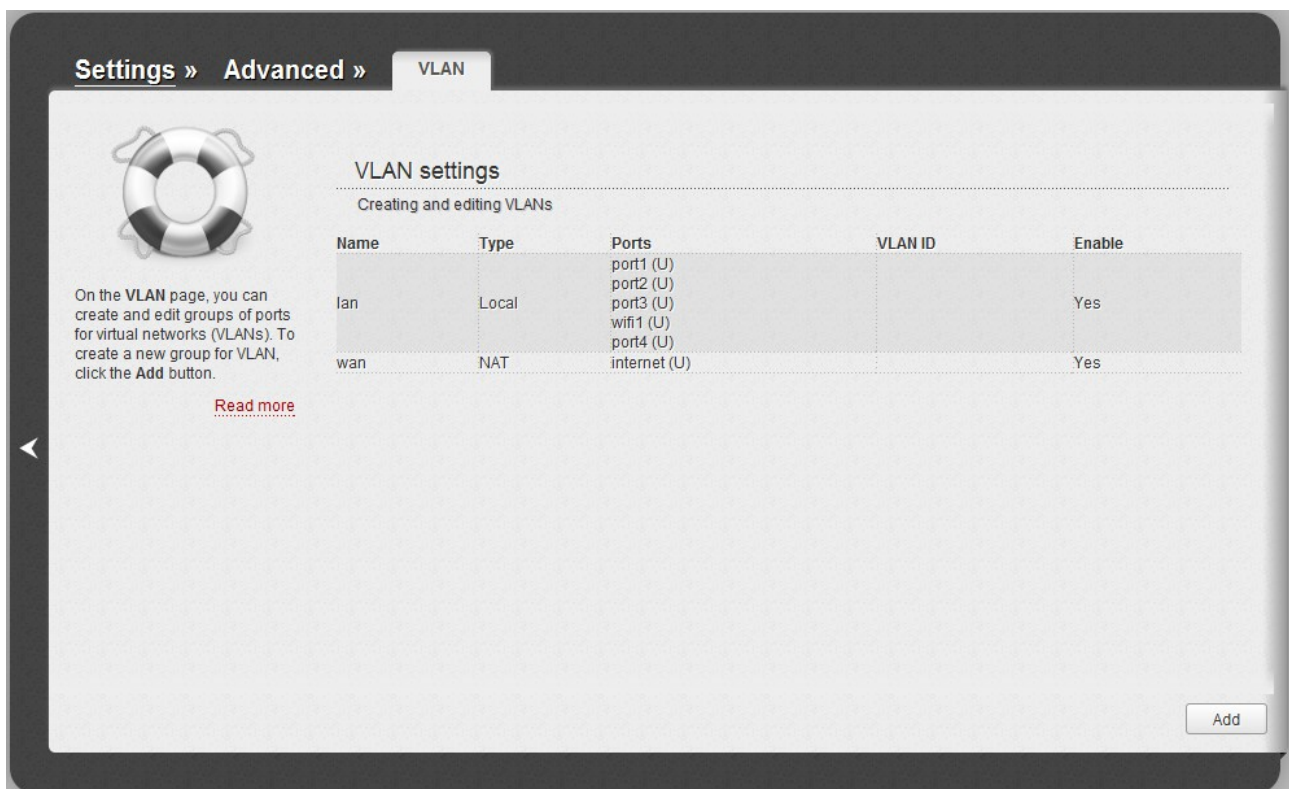 Settings » Advanced » VLAN
On the VLAN page, you can
create and edit groups of ports
for virtual networks (VLANs). To
create a new group for VLAN,
click the Add button.
Read more
VLAN settings
Creating and editing VLANs
Name Type Ports VLAN ID Enable
port1 (U)
port2 (U)
lan Local port3 (U) Yes
wifi1 (U)
port4 (U)
wan NAT internet (U) Yes
Add